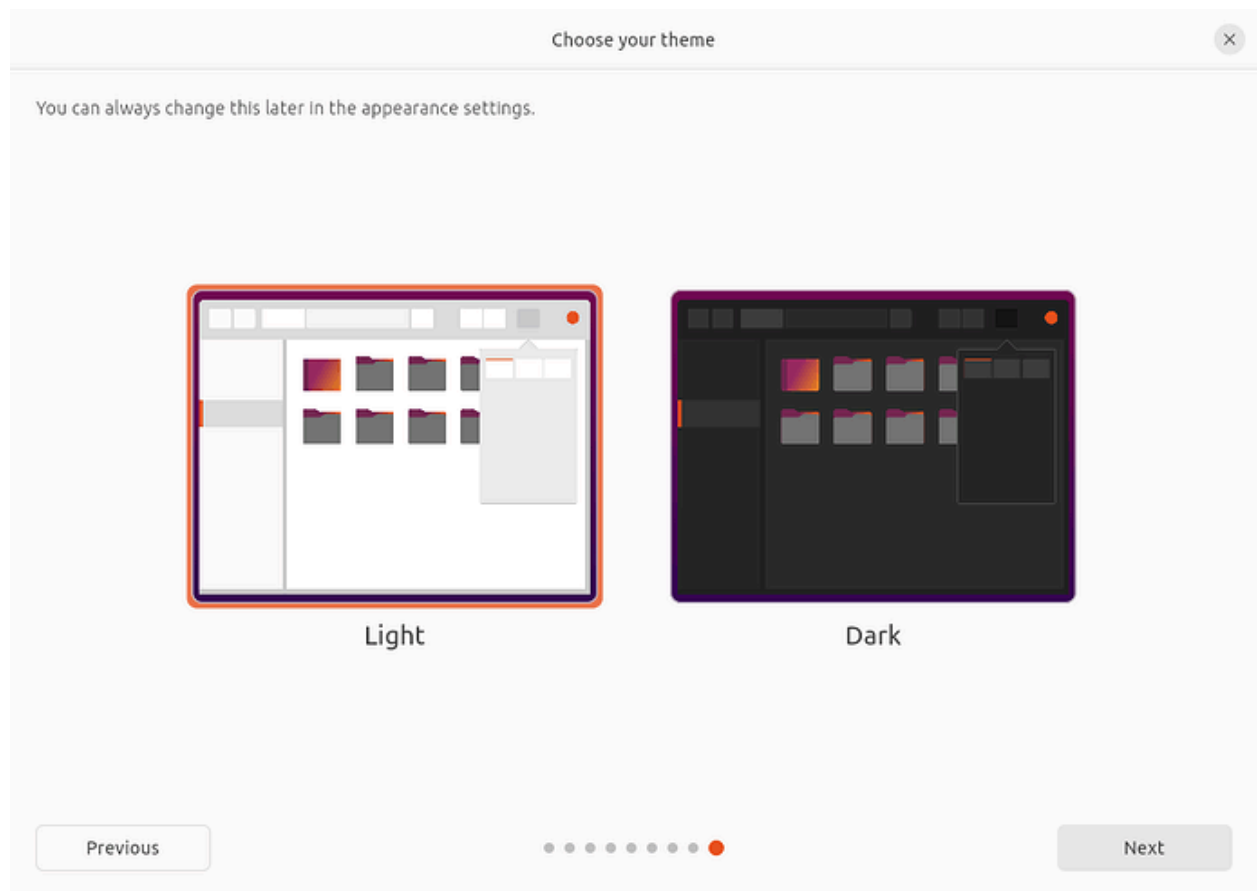 Choose your theme
You can always change this later in the appearance settings.
Light
Dark
Previous
Next